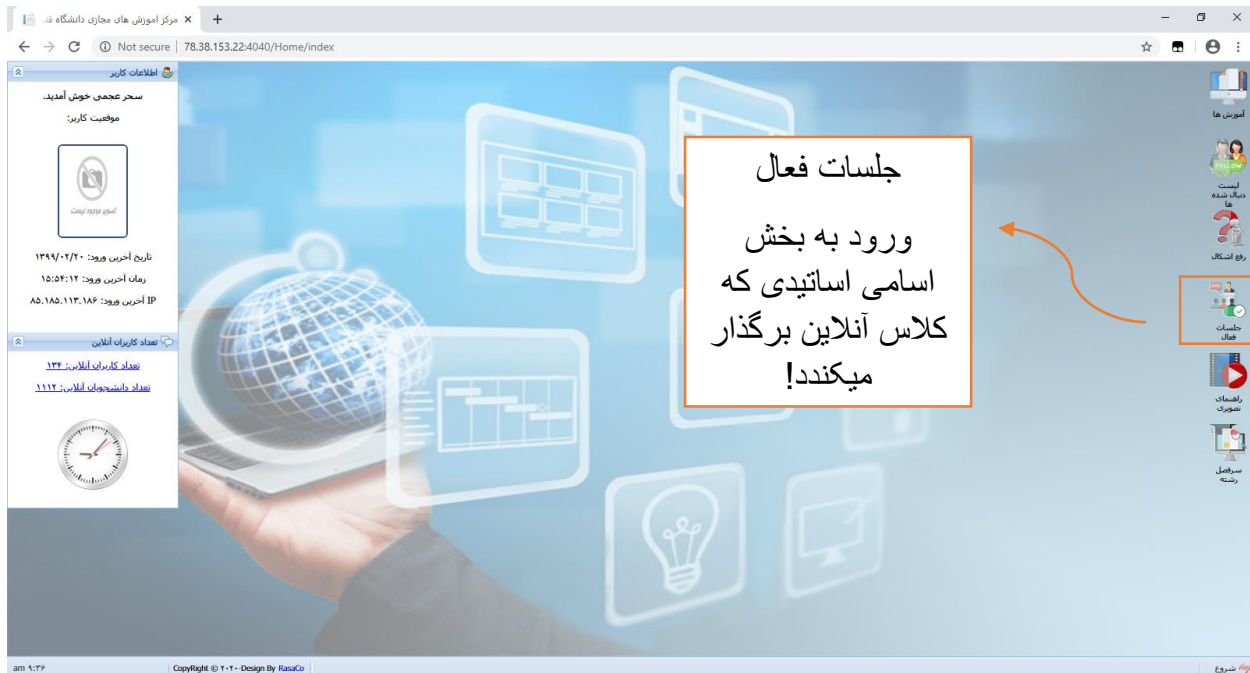 مرکز اموزش های مجازی دانشگاه فن
Not secure | 78.38.153.22:4040/Home/index
اطلاعات کاربر
سحر عجمی خوش آمدید.
موقعیت کاربر:
تصویر موجود نیست
تاریخ آخرین ورود: ۱۳۹۹/۰۲/۲۰
زمان آخرین ورود: ۱۵:۵۴:۱۲
IP آخرین ورود: ۸۵.۱۸۵.۱۱۳.۱۸۶
تعداد کاربران آنلاین
تعداد کاربران آنلاین: ۱۳۴
تعداد دانشجویان آنلاین: ۱۱۱۲
جلسات فعال
ورود به بخش
اسامی اساتیدی که
کلاس آنلاین برگذار
میکندد!
آموزش ها
FOLLOW
لیست
دنبال شده
ها
رفع اشکال
جلسات
فعال
راهنمای
تصویری
سرفصل
رشته
am ۹:۳۶
CopyRight © ۲۰۲۰-Design By RasaCo
شروع